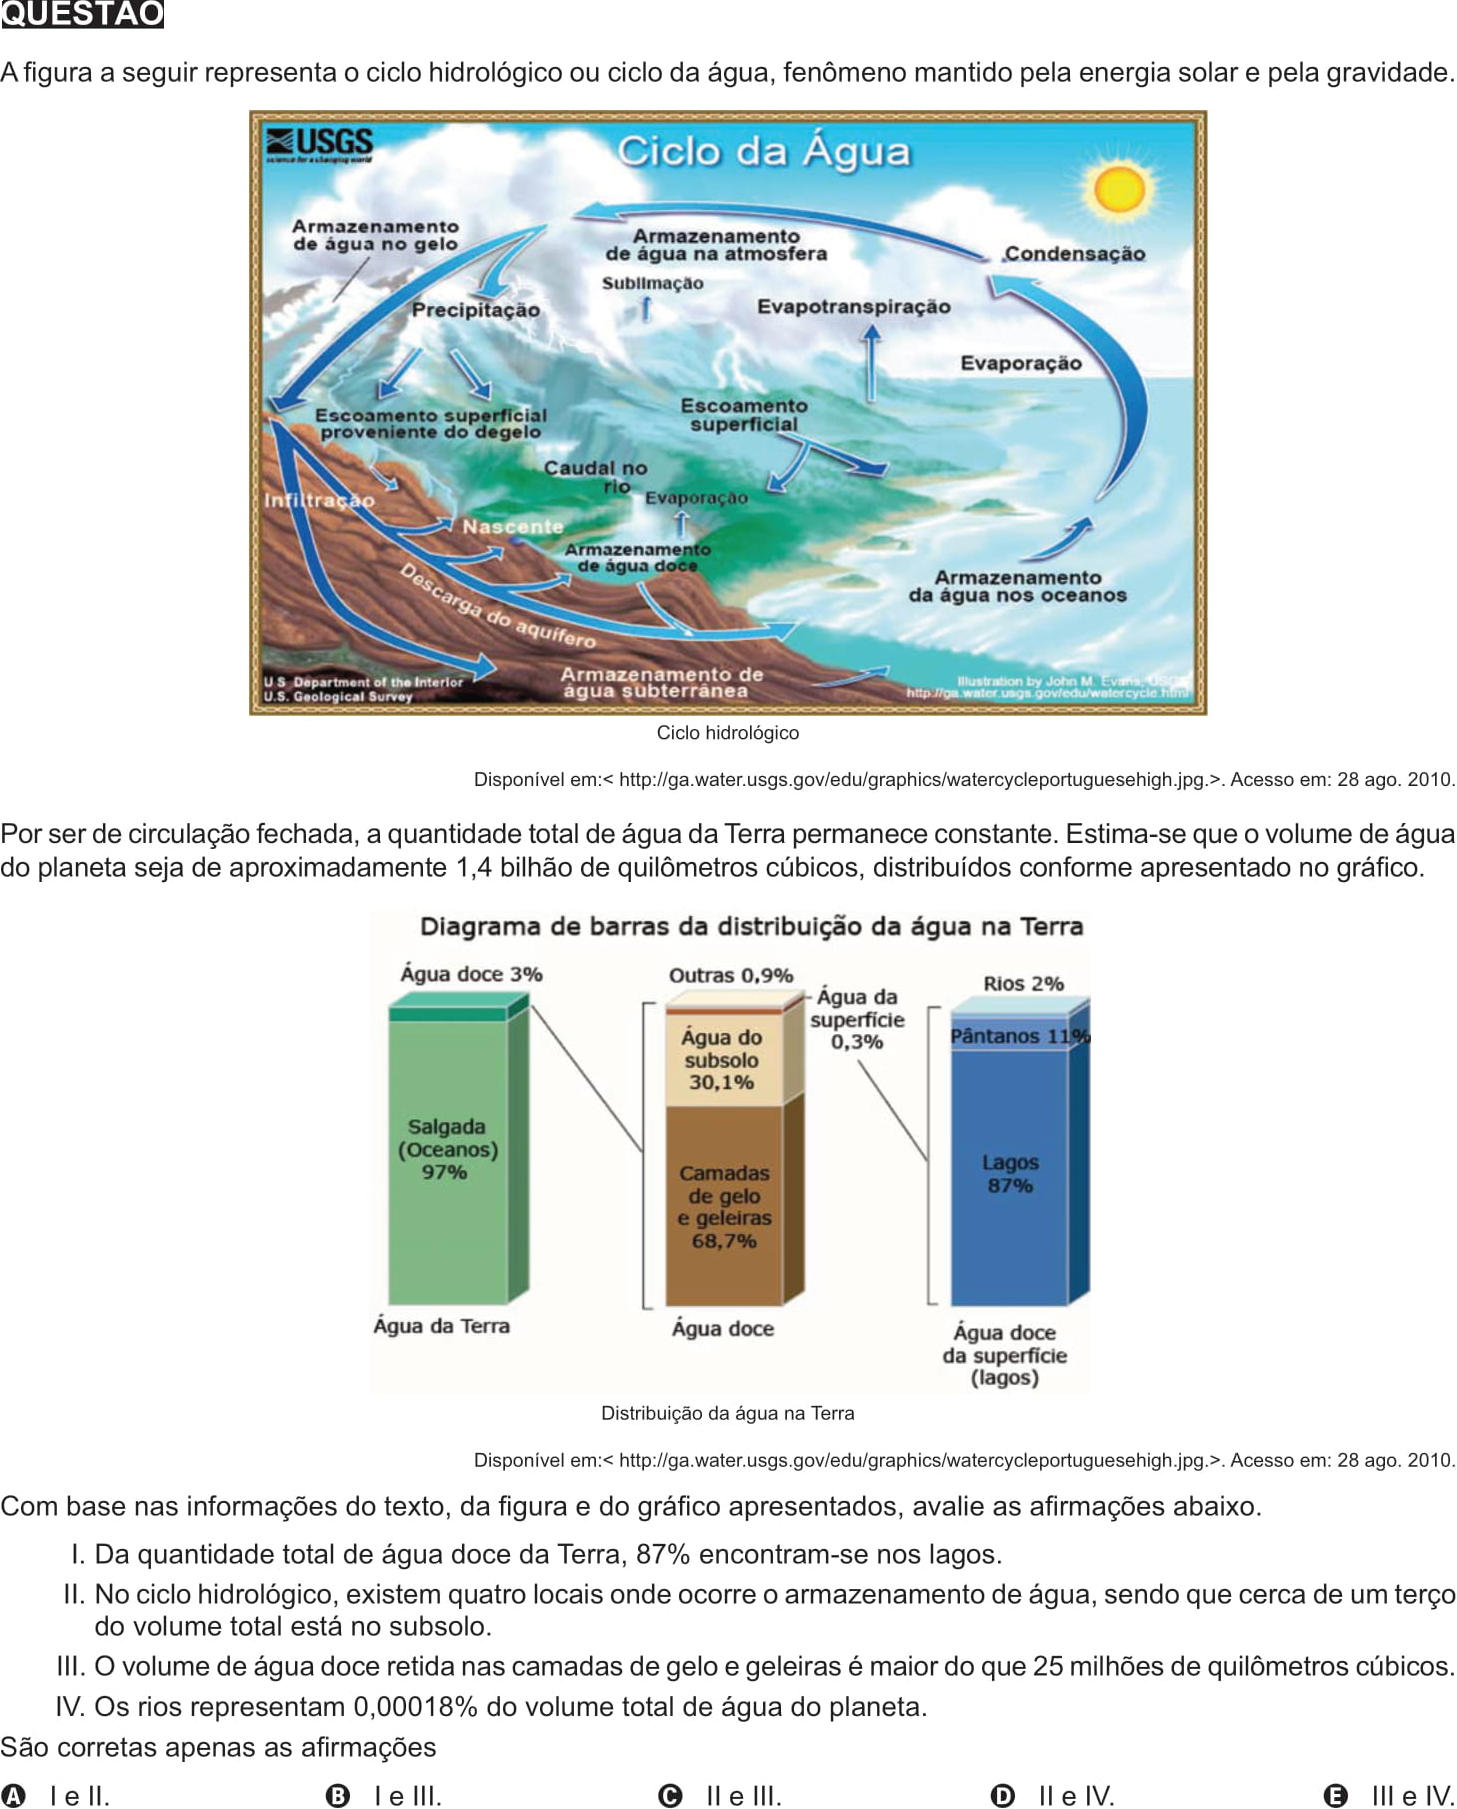 QUESTÃO
A figura a seguir representa o ciclo hidrológico ou ciclo da água, fenômeno mantido pela energia solar e pela gravidade.
USGS
science for a changing world
Ciclo da Água
Armazenamento
de água no gelo
Armazenamento
de água na atmosfera
Condensação
Sublimação
Precipitação
Evapotranspiração
Evaporação
Escoamento superficial
proveniente do degelo
Escoamento
superficial
Caudal no
rio
Evaporação
Infiltração
Nascente
Armazenamento
de água doce
Descarga do aquífero
Armazenamento
da água nos oceanos
Armazenamento de
água subterrânea
U S Department of the Interior
U.S. Geological Survey
Illustration by John M. Evans, USGS
http://ga.water.usgs.gov/edu/watercycle.html
Ciclo hidrológico
Disponível em:< http://ga.water.usgs.gov/edu/graphics/watercycleportuguesehigh.jpg.>. Acesso em: 28 ago. 2010.
Por ser de circulação fechada, a quantidade total de água da Terra permanece constante. Estima-se que o volume de água
do planeta seja de aproximadamente 1,4 bilhão de quilômetros cúbicos, distribuídos conforme apresentado no gráfico.
Diagrama de barras da distribuição da água na Terra
Água doce 3%
Salgada
(Oceanos)
97%
Água da Terra
Outras 0,9%
Água da
superfície
0,3%
Água do
subsolo
30,1%
Camadas
de gelo
e geleiras
68,7%
Água doce
Rios 2%
Pântanos 11%
Lagos
87%
Água doce
da superfície
(lagos)
Distribuição da água na Terra
Disponível em:< http://ga.water.usgs.gov/edu/graphics/watercycleportuguesehigh.jpg.>. Acesso em: 28 ago. 2010.
Com base nas informações do texto, da figura e do gráfico apresentados, avalie as afirmações abaixo.
I. Da quantidade total de água doce da Terra, 87% encontram-se nos lagos.
II. No ciclo hidrológico, existem quatro locais onde ocorre o armazenamento de água, sendo que cerca de um terço
do volume total está no subsolo.
III. O volume de água doce retida nas camadas de gelo e geleiras é maior do que 25 milhões de quilômetros cúbicos.
IV. Os rios representam 0,00018% do volume total de água do planeta.
São corretas apenas as afirmações
A I e II.
B I e III.
C II e III.
D II e IV.
E III e IV.